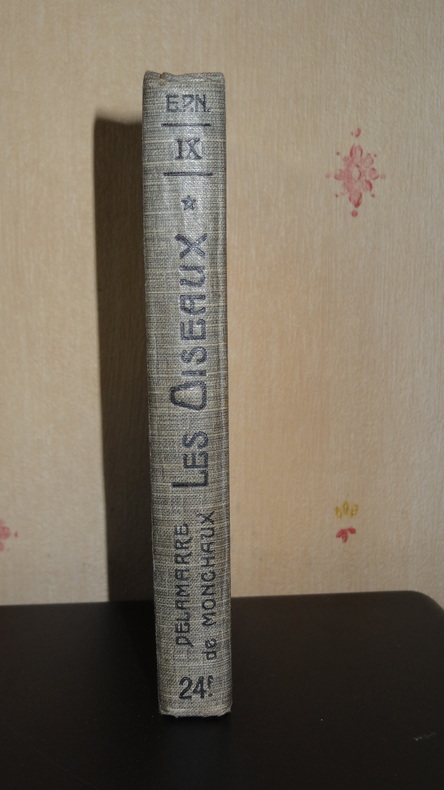 E.P.N.
IX
LES OISEAUX
DELAMARRE
de MONCHAUX
24F